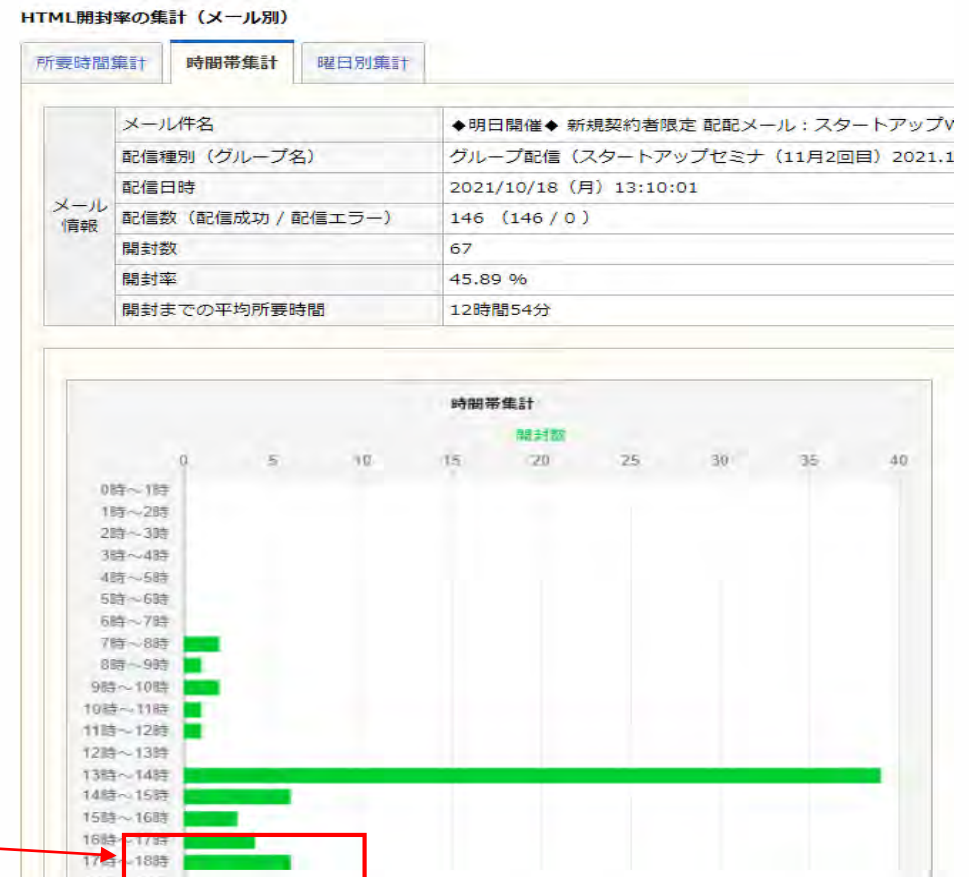 HTML開封率の集計（メール別）
所要時間集計 時間帯集計 曜日別集計
メール情報
メール件名 ◆明日開催◆ 新規契約者限定 配配メール：スタートアップ
配信種別（グループ名） グループ配信（スタートアップセミナ（11月2回目）2021.1
配信日時 2021/10/18（月）13:10:01
配信数（配信成功 / 配信エラー） 146 （146 / 0 ）
開封数 67
開封率 45.89 %
開封までの平均所要時間 12時間54分
時間帯集計
開封数
0 5 10 15 20 25 30 35 40
0時～1時
1時～2時
2時～3時
3時～4時
4時～5時
5時～6時
6時～7時
7時～8時
8時～9時
9時～10時
10時～11時
11時～12時
12時～13時
13時～14時
14時～15時
15時～16時
16時～17時
17時～18時